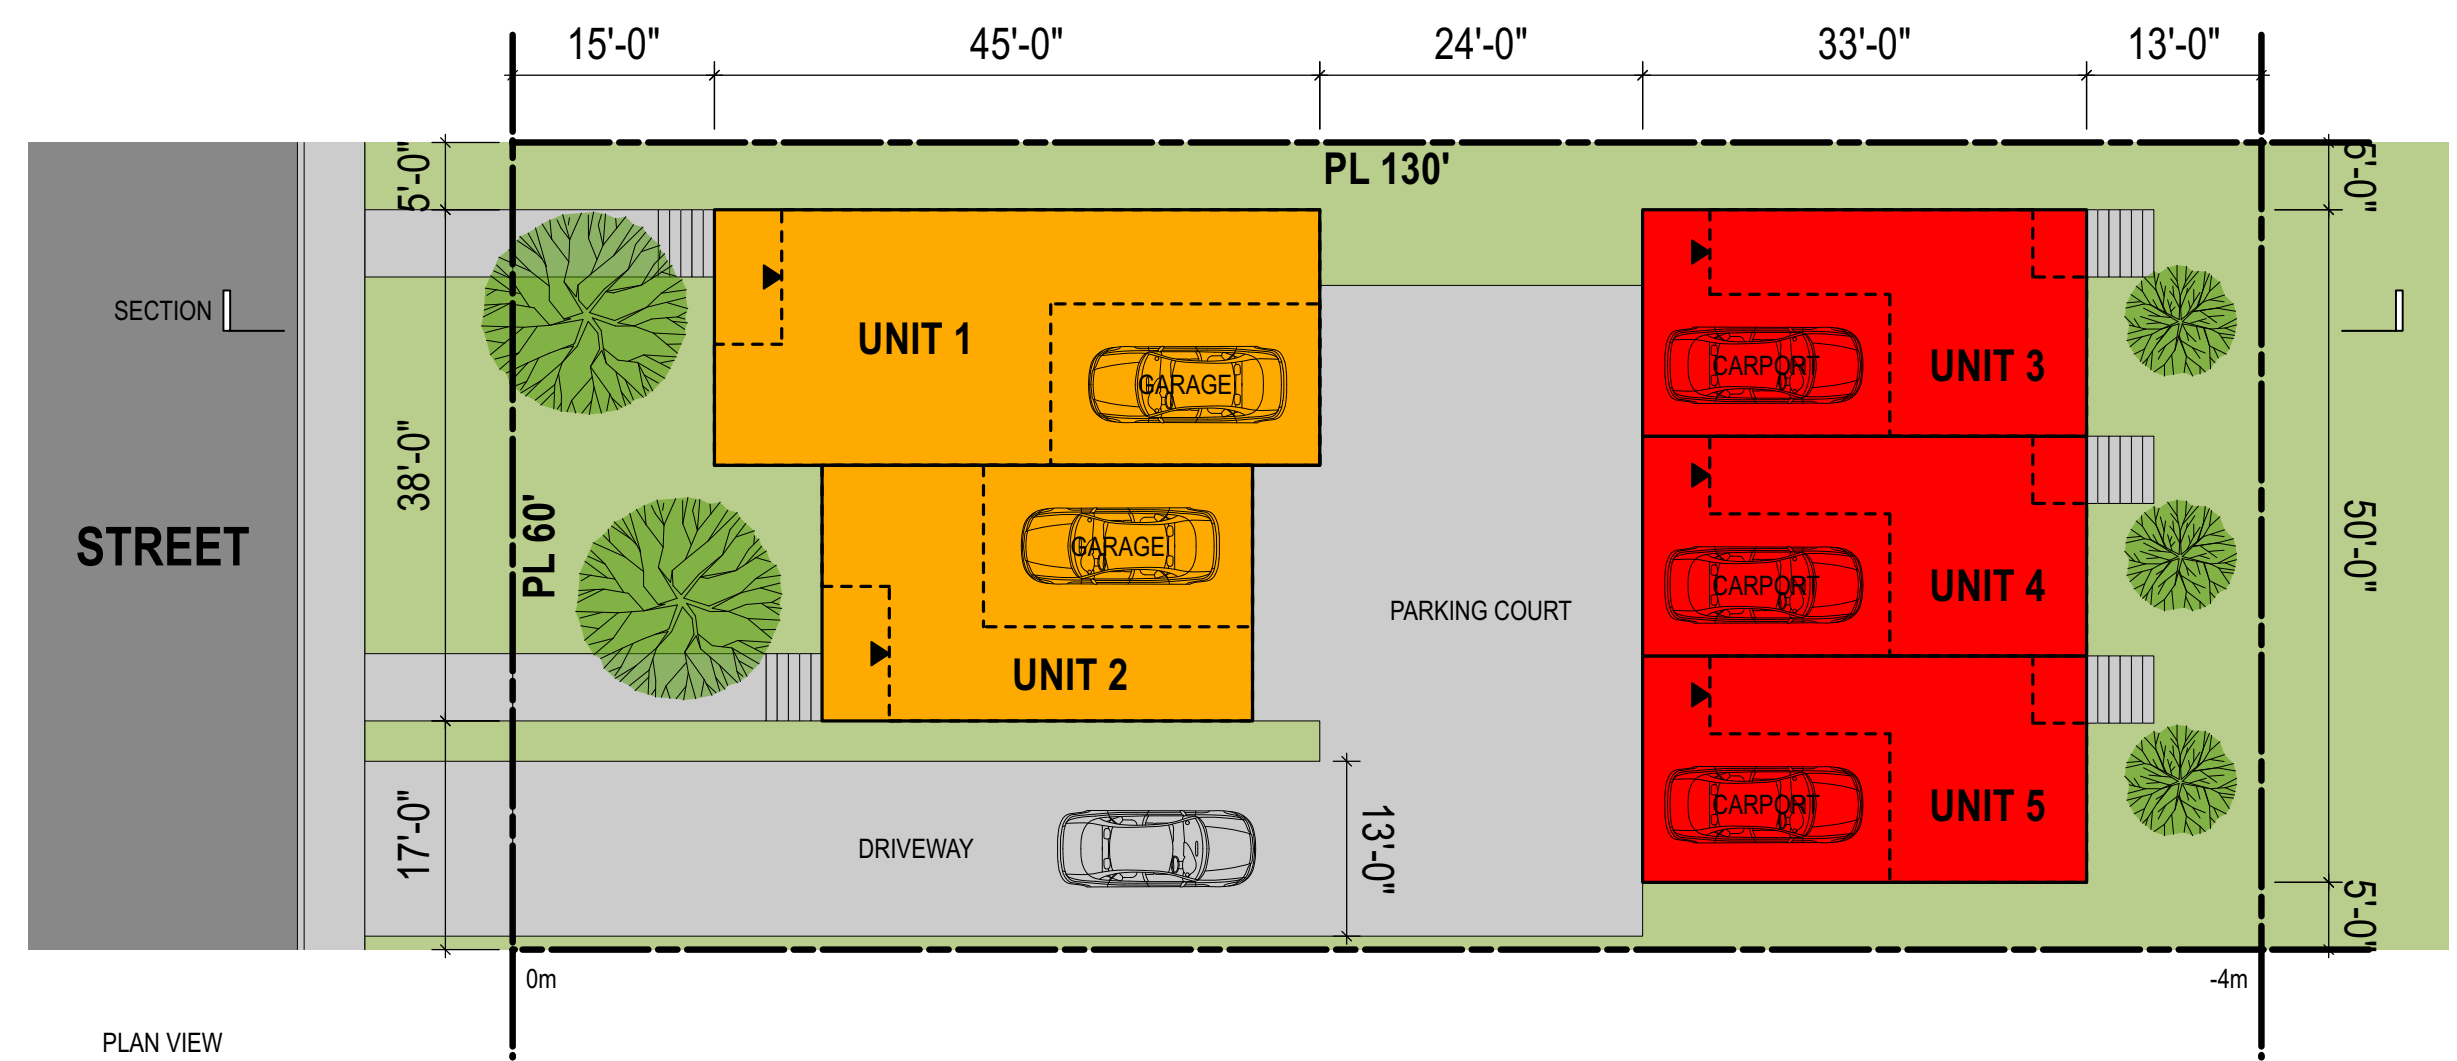 15'-0" 45'-0" 24'-0" 33'-0" 13'-0"
5'-0" PL 130' 5'-0"
SECTION
UNIT 1
GARAGE
CARPORT UNIT 3
38'-0"
PL 60'
STREET
GARAGE
50'-0"
CARPORT UNIT 4
PARKING COURT
UNIT 2
17'-0"
DRIVEWAY
13'-0"
CARPORT UNIT 5
5'-0"
0m
-4m
PLAN VIEW